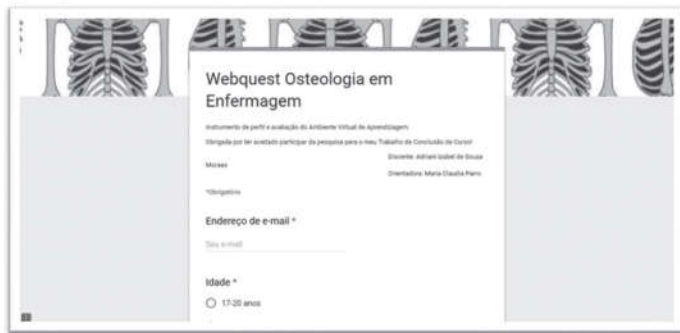 Webquest Osteologia em
Enfermagem
Instrumento de perfil e avaliação do Ambiente Virtual de Aprendizagem.
Obrigada por ter aceitado participar da pesquisa para o meu Trabalho de Conclusão de Curso!
Discente: Adriani Izabel de Souza
Moraes
Orientadora: Maria Claudia Parro
*Obrigatório
Endereço de e-mail *
Seu e-mail
Idade *
17-20 anos